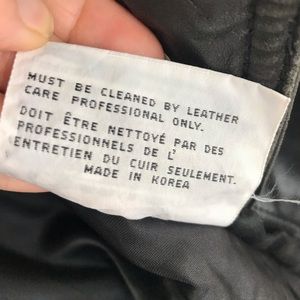 MUST BE CLEANED BY LEATHER
CARE PROFESSIONAL ONLY.
DOIT ÊTRE NETTOYÉ PAR DES
PROFESSIONNELS DE L'
ENTRETIEN DU CUIR SEULEMENT.
MADE IN KOREA